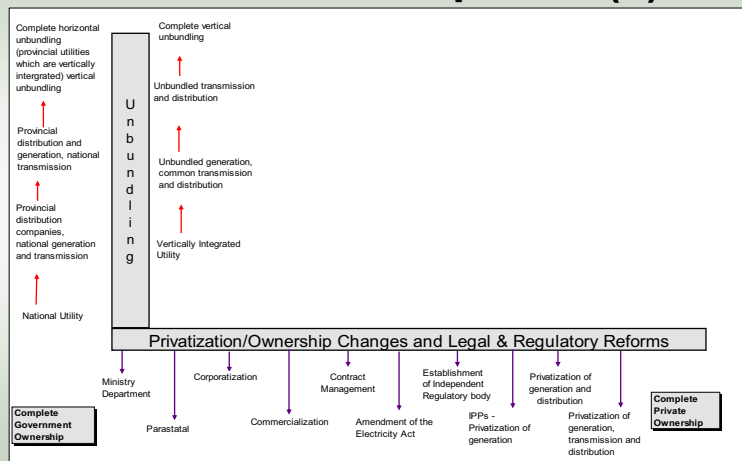 Complete horizontal
unbundling
(provincial utilities
which are vertically
intergrated) vertical
unbundling
Provincial
distribution and
generation, national
transmission
Provincial
distribution
companies,
national generation
and transmission
National Utility
Unbundling
Complete vertical
unbundling
Unbundled transmission
and distribution
Unbundled generation,
common transmission
and distribution
Vertically Integrated
Utility
Privatization/Ownership Changes and Legal & Regulatory Reforms
Ministry
Department
Parastatal
Corporatization
Commercialization
Contract
Management
Amendment of the
Electricity Act
Establishment
of Independent
Regulatory body
IPPs -
Privatization of
generation
Privatization of
generation and
distribution
Privatization of
generation,
transmission and
distribution
Complete
Government
Ownership
Complete
Private
Ownership